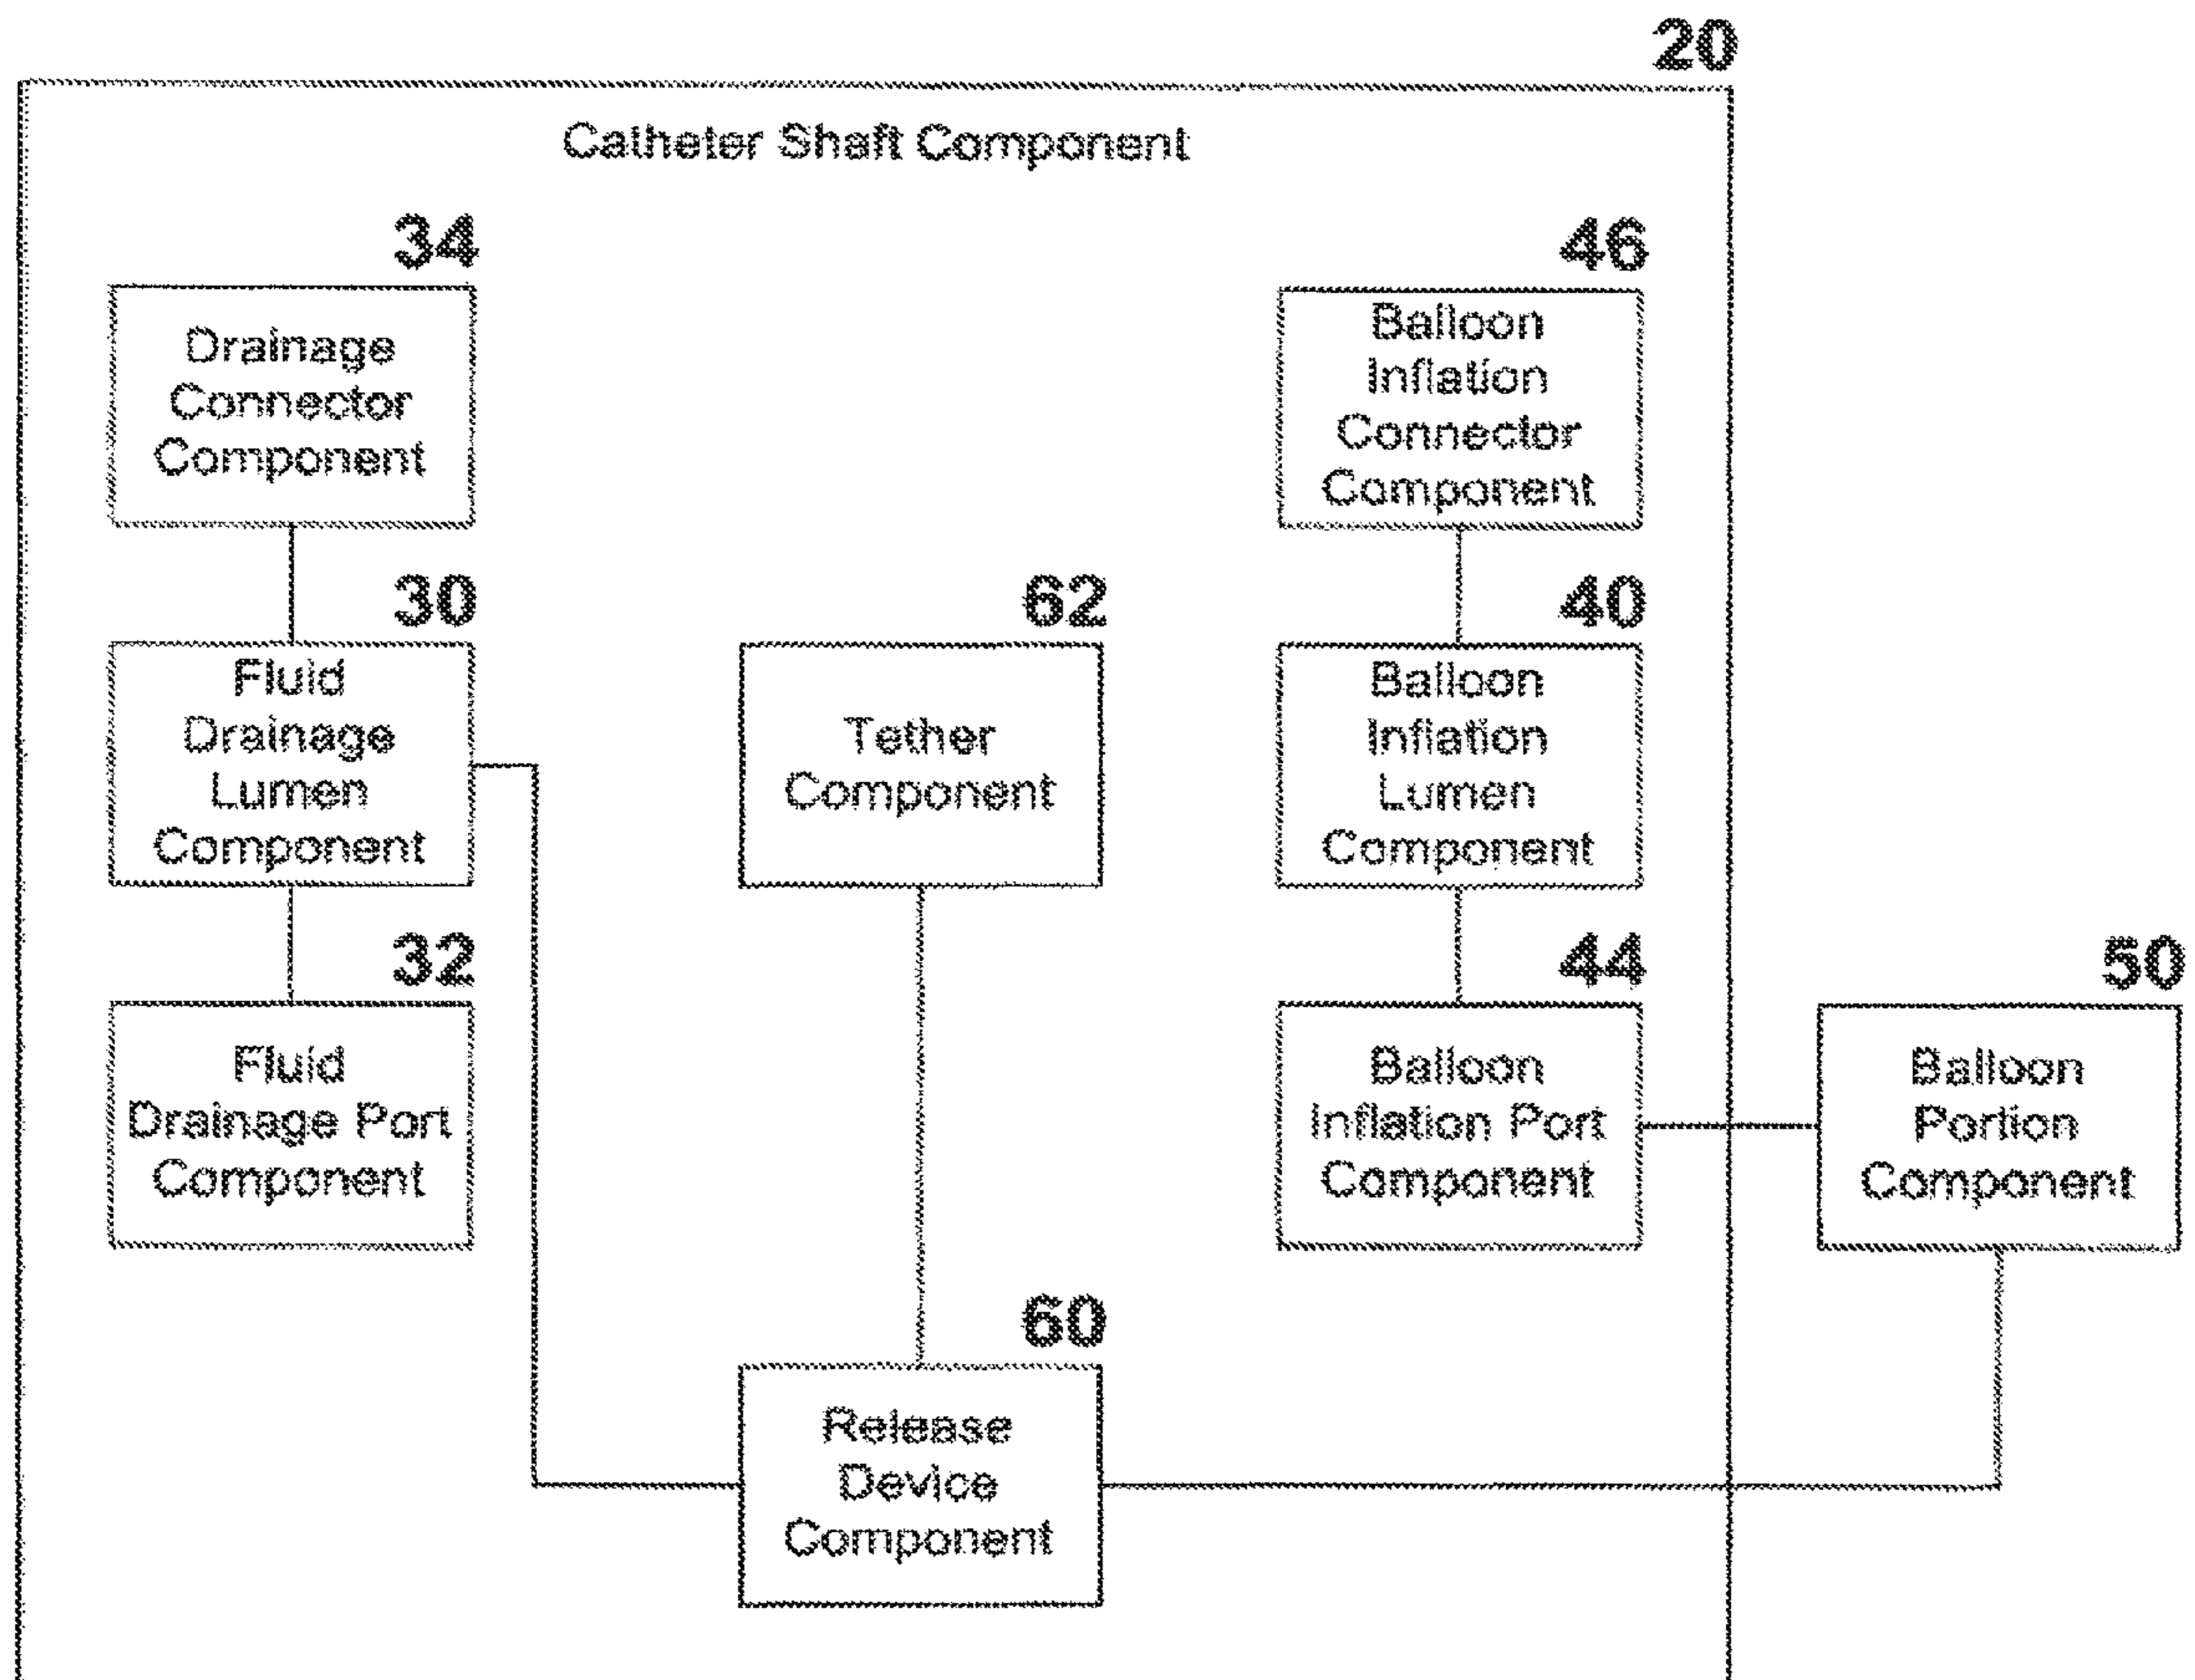 20
Catheter Shaft Component
34
Drainage
Connector
Component
46
Balloon
Inflation
Connector
Component
30
Fluid
Drainage
Lumen
Component
62
Tether
Component
40
Balloon
Inflation
Lumen
Component
32
Fluid
Drainage Port
Component
44
Balloon
Inflation Port
Component
50
Balloon
Portion
Component
60
Release
Device
Component